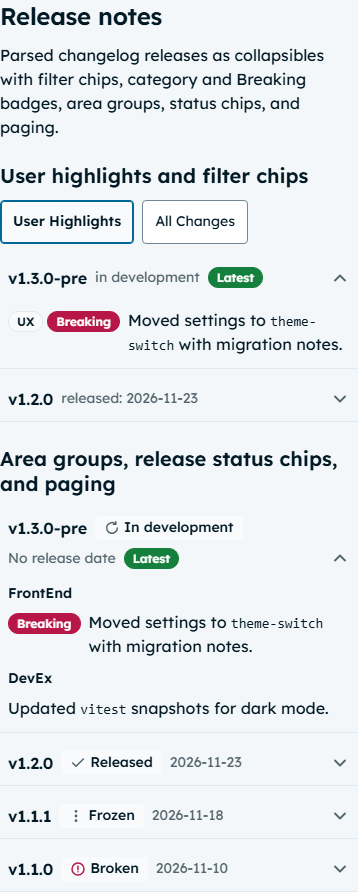 Release notes
Parsed changelog releases as collapsibles
with filter chips, category and Breaking
badges, area groups, status chips, and
paging.
User highlights and filter chips
User Highlights All Changes
v1.3.0-pre in development Latest
UX Breaking Moved settings to theme-
switch with migration notes.
v1.2.0 released: 2026-11-23
Area groups, release status chips,
and paging
v1.3.0-pre In development
No release date Latest
FrontEnd
Breaking Moved settings to theme-switch
with migration notes.
DevEx
Updated vitest snapshots for dark mode.
v1.2.0 Released 2026-11-23
v1.1.1 Frozen 2026-11-18
v1.1.0 Broken 2026-11-10